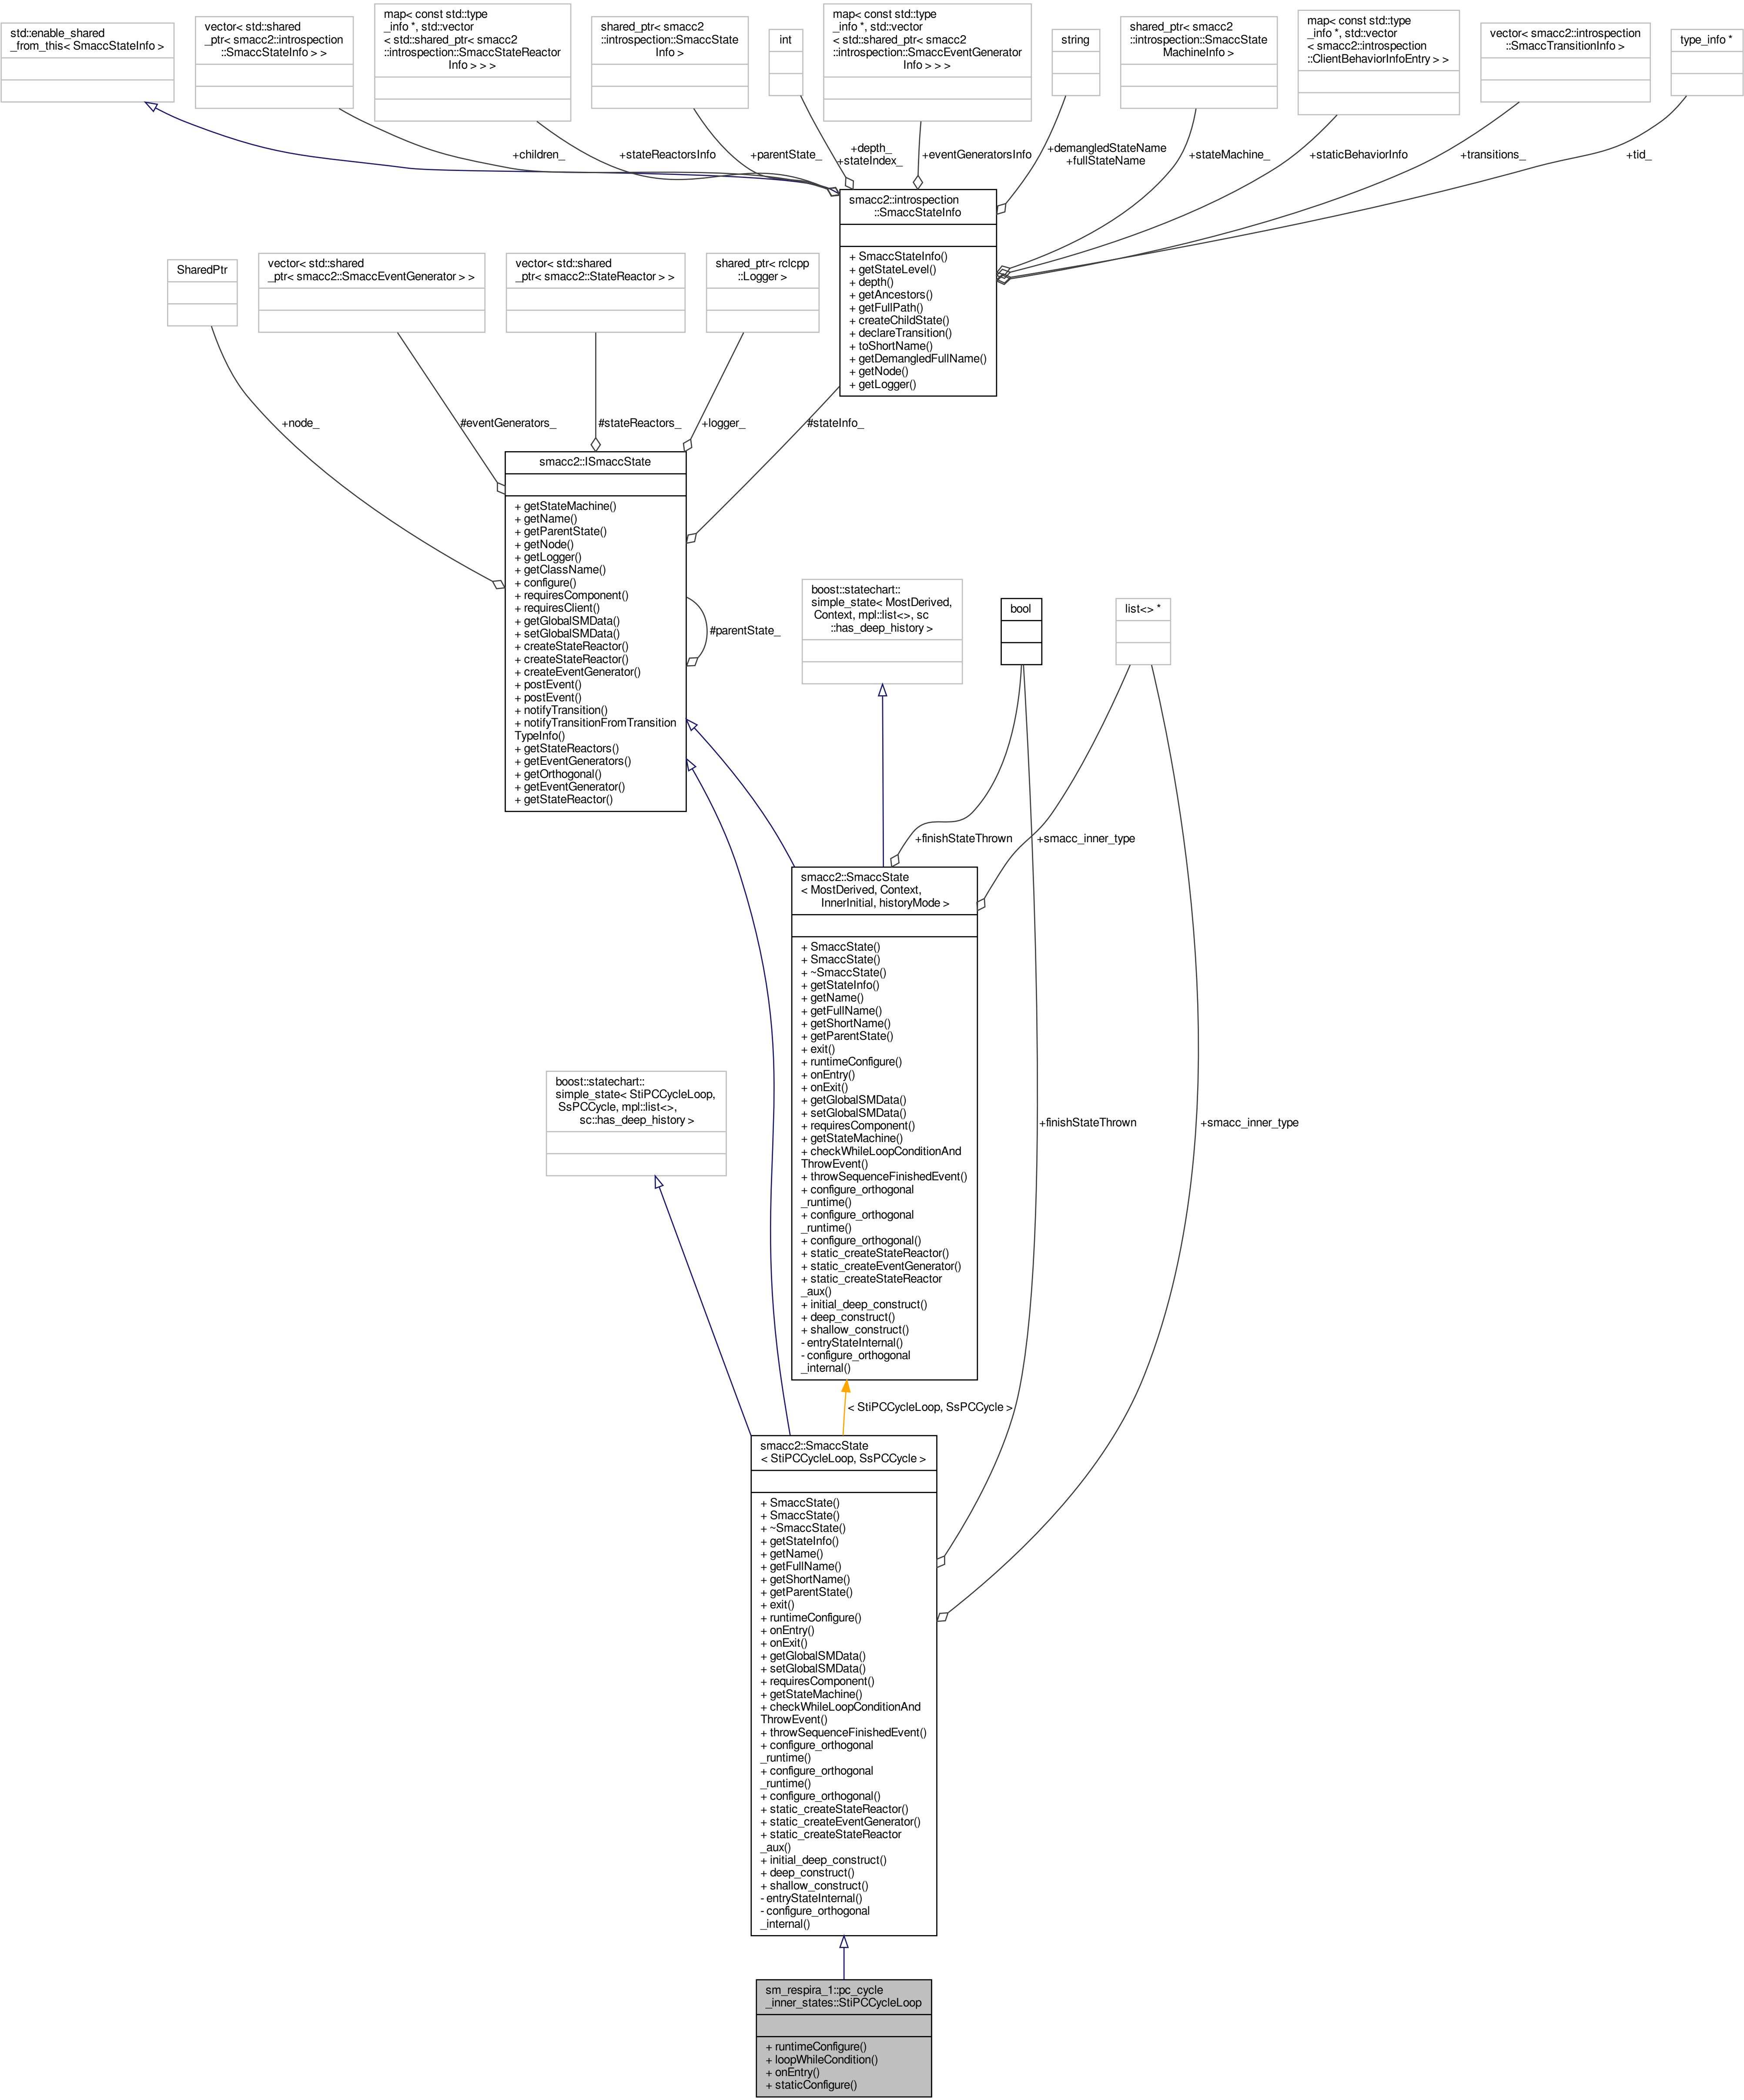 std::enable_shared
_from_this< SmaccStateInfo >
vector< std::shared
_ptr< smacc2::introspection
::SmaccStateInfo > >
map< const std::type
_info *, std::vector
< std::shared_ptr< smacc2
::introspection::SmaccStateReactor
Info > > >
shared_ptr< smacc2
::introspection::SmaccState
Info >
int
map< const std::type
_info *, std::vector
< std::shared_ptr< smacc2
::introspection::SmaccEventGenerator
Info > > >
string
shared_ptr< smacc2
::introspection::SmaccState
MachineInfo >
map< const std::type
_info *, std::vector
< smacc2::introspection
::ClientBehaviorInfoEntry > >
vector< smacc2::introspection
::SmaccTransitionInfo >
type_info *
+children_
+stateReactorsInfo
+parentState_
+depth_
+stateIndex_
+eventGeneratorsInfo
+demangledStateName
+fullStateName
+stateMachine_
+staticBehaviorInfo
+transitions_
+tid_
smacc2::introspection
::SmaccStateInfo
+ SmaccStateInfo()
+ getStateLevel()
+ depth()
+ getAncestors()
+ getFullPath()
+ createChildState()
+ declareTransition()
+ toShortName()
+ getDemangledFullName()
+ getNode()
+ getLogger()
SharedPtr
vector< std::shared
_ptr< smacc2::SmaccEventGenerator > >
vector< std::shared
_ptr< smacc2::StateReactor > >
shared_ptr< rclcpp
::Logger >
+node_
#eventGenerators_
#stateReactors_
+logger_
#stateInfo_
smacc2::ISmaccState
+ getStateMachine()
+ getName()
+ getParentState()
+ getNode()
+ getLogger()
+ getClassName()
+ configure()
+ requiresComponent()
+ requiresClient()
+ getGlobalSMData()
+ setGlobalSMData()
+ createStateReactor()
+ createStateReactor()
+ createEventGenerator()
+ postEvent()
+ postEvent()
+ notifyTransition()
+ notifyTransitionFromTransition
TypeInfo()
+ getStateReactors()
+ getEventGenerators()
+ getOrthogonal()
+ getEventGenerator()
+ getStateReactor()
#parentState_
boost::statechart::
simple_state< MostDerived,
Context, mpl::list<>, sc
::has_deep_history >
bool
list<> *
+finishStateThrown
+smacc_inner_type
smacc2::SmaccState
< MostDerived, Context,
InnerInitial, historyMode >
+ SmaccState()
+ SmaccState()
+ ~SmaccState()
+ getStateInfo()
+ getName()
+ getFullName()
+ getShortName()
+ getParentState()
+ exit()
+ runtimeConfigure()
+ onEntry()
+ onExit()
+ getGlobalSMData()
+ setGlobalSMData()
+ requiresComponent()
+ getStateMachine()
+ checkWhileLoopConditionAnd
ThrowEvent()
+ throwSequenceFinishedEvent()
+ configure_orthogonal
_runtime()
+ configure_orthogonal
_runtime()
+ configure_orthogonal()
+ static_createStateReactor()
+ static_createEventGenerator()
+ static_createStateReactor
_aux()
+ initial_deep_construct()
+ deep_construct()
+ shallow_construct()
- entryStateInternal()
- configure_orthogonal
_internal()
boost::statechart::
simple_state< StiPCCycleLoop,
SsPCCycle, mpl::list<>,
sc::has_deep_history >
+finishStateThrown
+smacc_inner_type
< StiPCCycleLoop, SsPCCycle >
smacc2::SmaccState
< StiPCCycleLoop, SsPCCycle >
+ SmaccState()
+ SmaccState()
+ ~SmaccState()
+ getStateInfo()
+ getName()
+ getFullName()
+ getShortName()
+ getParentState()
+ exit()
+ runtimeConfigure()
+ onEntry()
+ onExit()
+ getGlobalSMData()
+ setGlobalSMData()
+ requiresComponent()
+ getStateMachine()
+ checkWhileLoopConditionAnd
ThrowEvent()
+ throwSequenceFinishedEvent()
+ configure_orthogonal
_runtime()
+ configure_orthogonal
_runtime()
+ configure_orthogonal()
+ static_createStateReactor()
+ static_createEventGenerator()
+ static_createStateReactor
_aux()
+ initial_deep_construct()
+ deep_construct()
+ shallow_construct()
- entryStateInternal()
- configure_orthogonal
_internal()
sm_respira_1::pc_cycle
_inner_states::StiPCCycleLoop
+ runtimeConfigure()
+ loopWhileCondition()
+ onEntry()
+ staticConfigure()